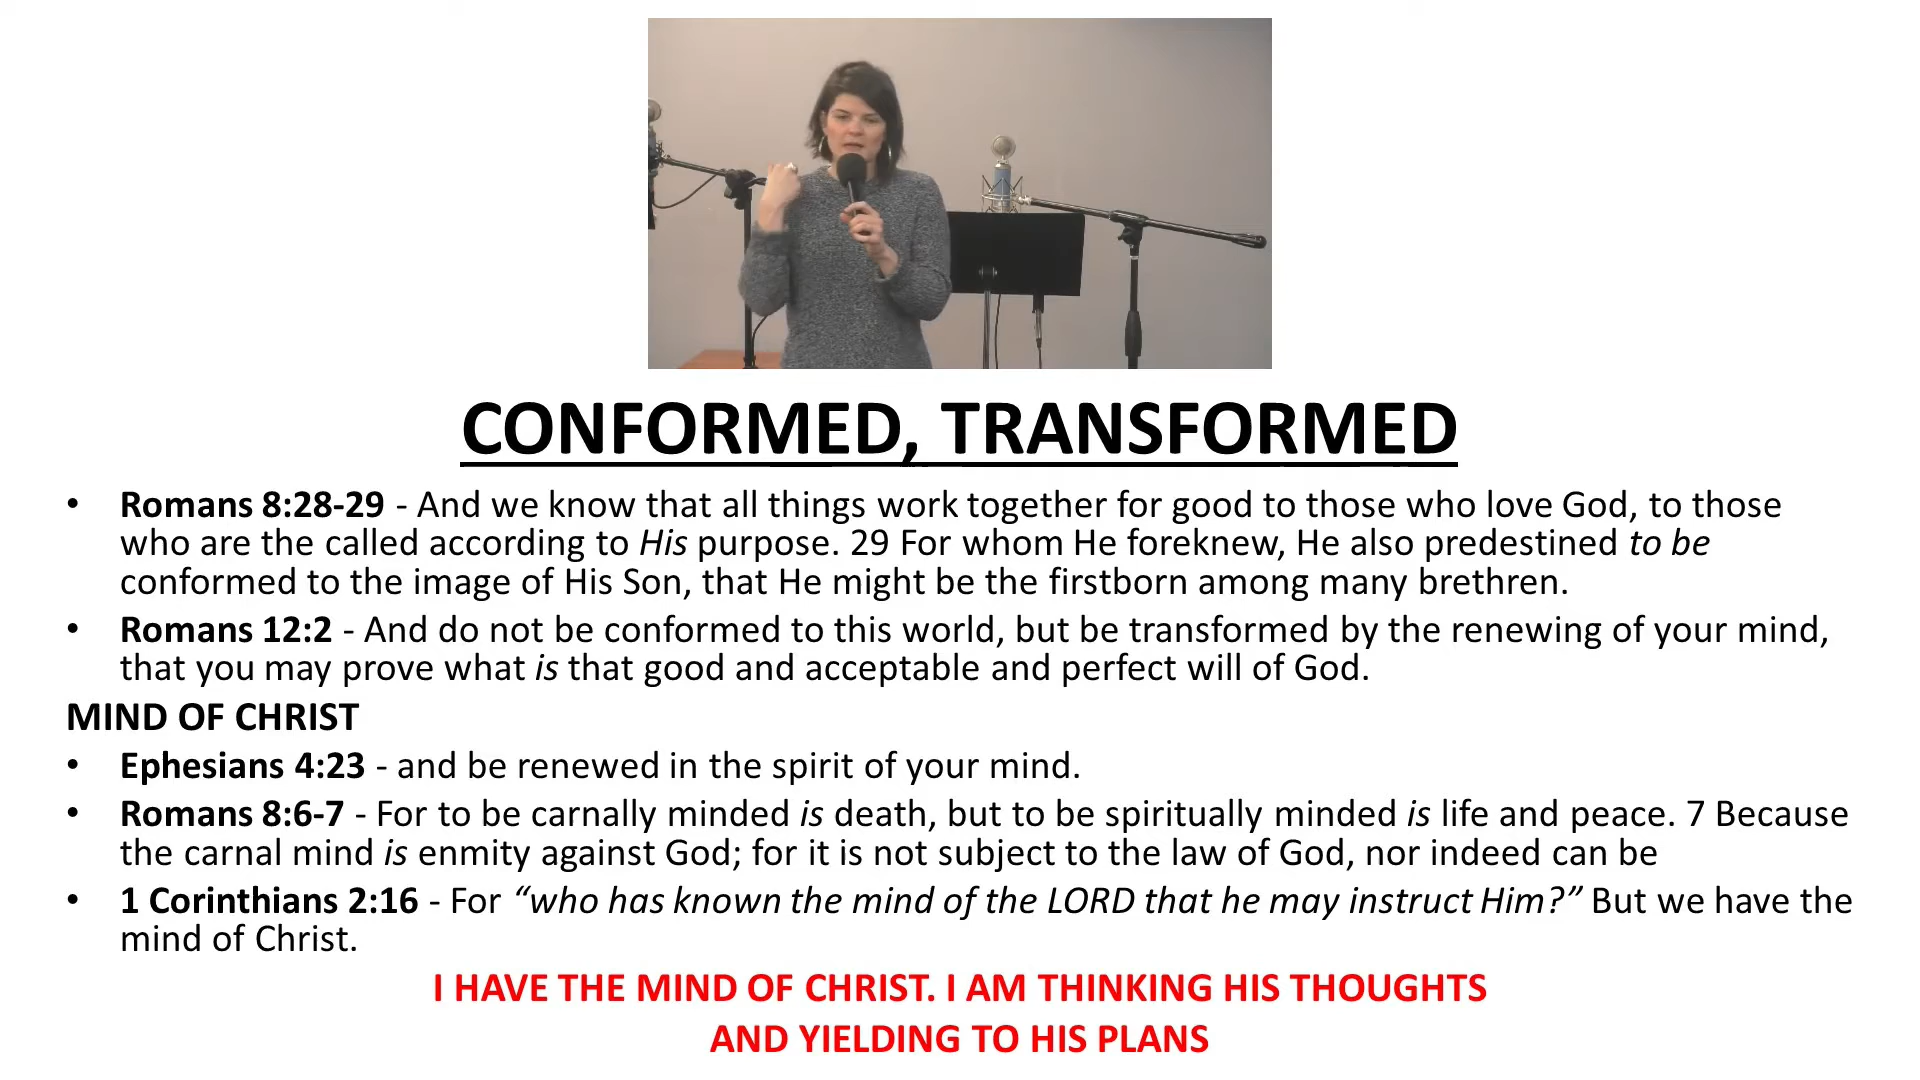 CONFORMED, TRANSFORMED
• Romans 8:28-29 - And we know that all things work together for good to those who love God, to those
who are the called according to His purpose. 29 For whom He foreknew, He also predestined to be
conformed to the image of His Son, that He might be the firstborn among many brethren.
• Romans 12:2 - And do not be conformed to this world, but be transformed by the renewing of your mind,
that you may prove what is that good and acceptable and perfect will of God.
MIND OF CHRIST
• Ephesians 4:23 - and be renewed in the spirit of your mind.
• Romans 8:6-7 - For to be carnally minded is death, but to be spiritually minded is life and peace. 7 Because
the carnal mind is enmity against God; for it is not subject to the law of God, nor indeed can be
• 1 Corinthians 2:16 - For “who has known the mind of the LORD that he may instruct Him?” But we have the
mind of Christ.
I HAVE THE MIND OF CHRIST. I AM THINKING HIS THOUGHTS
AND YIELDING TO HIS PLANS